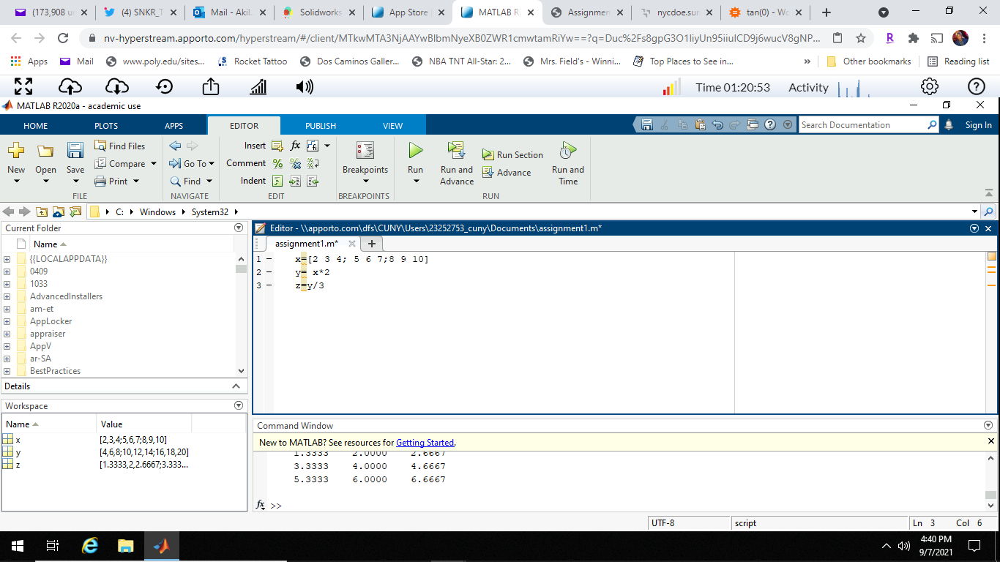 (173,908 u
(4) SNKR_T
Mail - Akil.
Solidworks
App Store
MATLAB R2
Assignmen
nycdoe.sur
tan(0) - Wo
nv-hyperstream.apporto.com/hyperstream/#/client/MTkwMTA3NjAAYwBlbmNyeXB0ZWR1cmwtamRiYw==?q=Duc%2Fs8gpG3O1IiyUn95iiulCD9j6wucV8gNP...
Apps
Mail
www.poly.edu/sites...
Rocket Tattoo
Dos Caminos Galler...
NBA TNT All-Star: 2...
Mrs. Field's - Winni...
Top Places to See in...
»
Other bookmarks
Reading list
Time 01:20:53
Activity
MATLAB R2020a - academic use
HOME PLOTS APPS EDITOR PUBLISH VIEW
Search Documentation
Sign In
New
Open
Save
Find Files
Compare
Print
FILE
Go To
Find
NAVIGATE
Insert
fx
Comment
Indent
EDIT
Breakpoints
BREAKPOINTS
Run
Run and
Advance
Run Section
Advance
Run and
Time
RUN
C: Windows System32
Current Folder
Name
{{LOCALAPPDATA}}
0409
1033
AdvancedInstallers
am-et
AppLocker
appraiser
AppV
ar-SA
BestPractices
Details
Workspace
Name Value
x [2,3,4;5,6,7;8,9,10]
y [4,6,8;10,12,14;16,18,20]
z [1.3333,2,2.6667;3.333...
Editor - \\apporto.com\dfs\CUNY\Users\23252753_cuny\Documents\assignment1.m*
assignment1.m*
1 - x=[2 3 4; 5 6 7;8 9 10]
2 - y= x*2
3 - z=y/3
Command Window
New to MATLAB? See resources for Getting Started.
1.3333 2.0000 2.6667
3.3333 4.0000 4.6667
5.3333 6.0000 6.6667
fx >>
UTF-8
script
Ln 3 Col 6
4:40 PM
9/7/2021